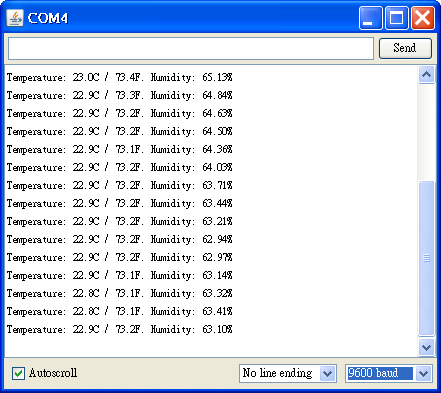 COM4
Send
Temperature: 23.0C / 73.4F. Humidity: 65.13%
Temperature: 22.9C / 73.3F. Humidity: 64.84%
Temperature: 22.9C / 73.2F. Humidity: 64.63%
Temperature: 22.9C / 73.2F. Humidity: 64.50%
Temperature: 22.9C / 73.1F. Humidity: 64.36%
Temperature: 22.9C / 73.2F. Humidity: 64.03%
Temperature: 22.9C / 73.2F. Humidity: 63.71%
Temperature: 22.9C / 73.2F. Humidity: 63.44%
Temperature: 22.9C / 73.2F. Humidity: 63.21%
Temperature: 22.9C / 73.2F. Humidity: 62.94%
Temperature: 22.9C / 73.2F. Humidity: 62.97%
Temperature: 22.9C / 73.1F. Humidity: 63.14%
Temperature: 22.8C / 73.1F. Humidity: 63.32%
Temperature: 22.8C / 73.1F. Humidity: 63.41%
Temperature: 22.9C / 73.2F. Humidity: 63.10%
Autoscroll
No line ending
9600 baud